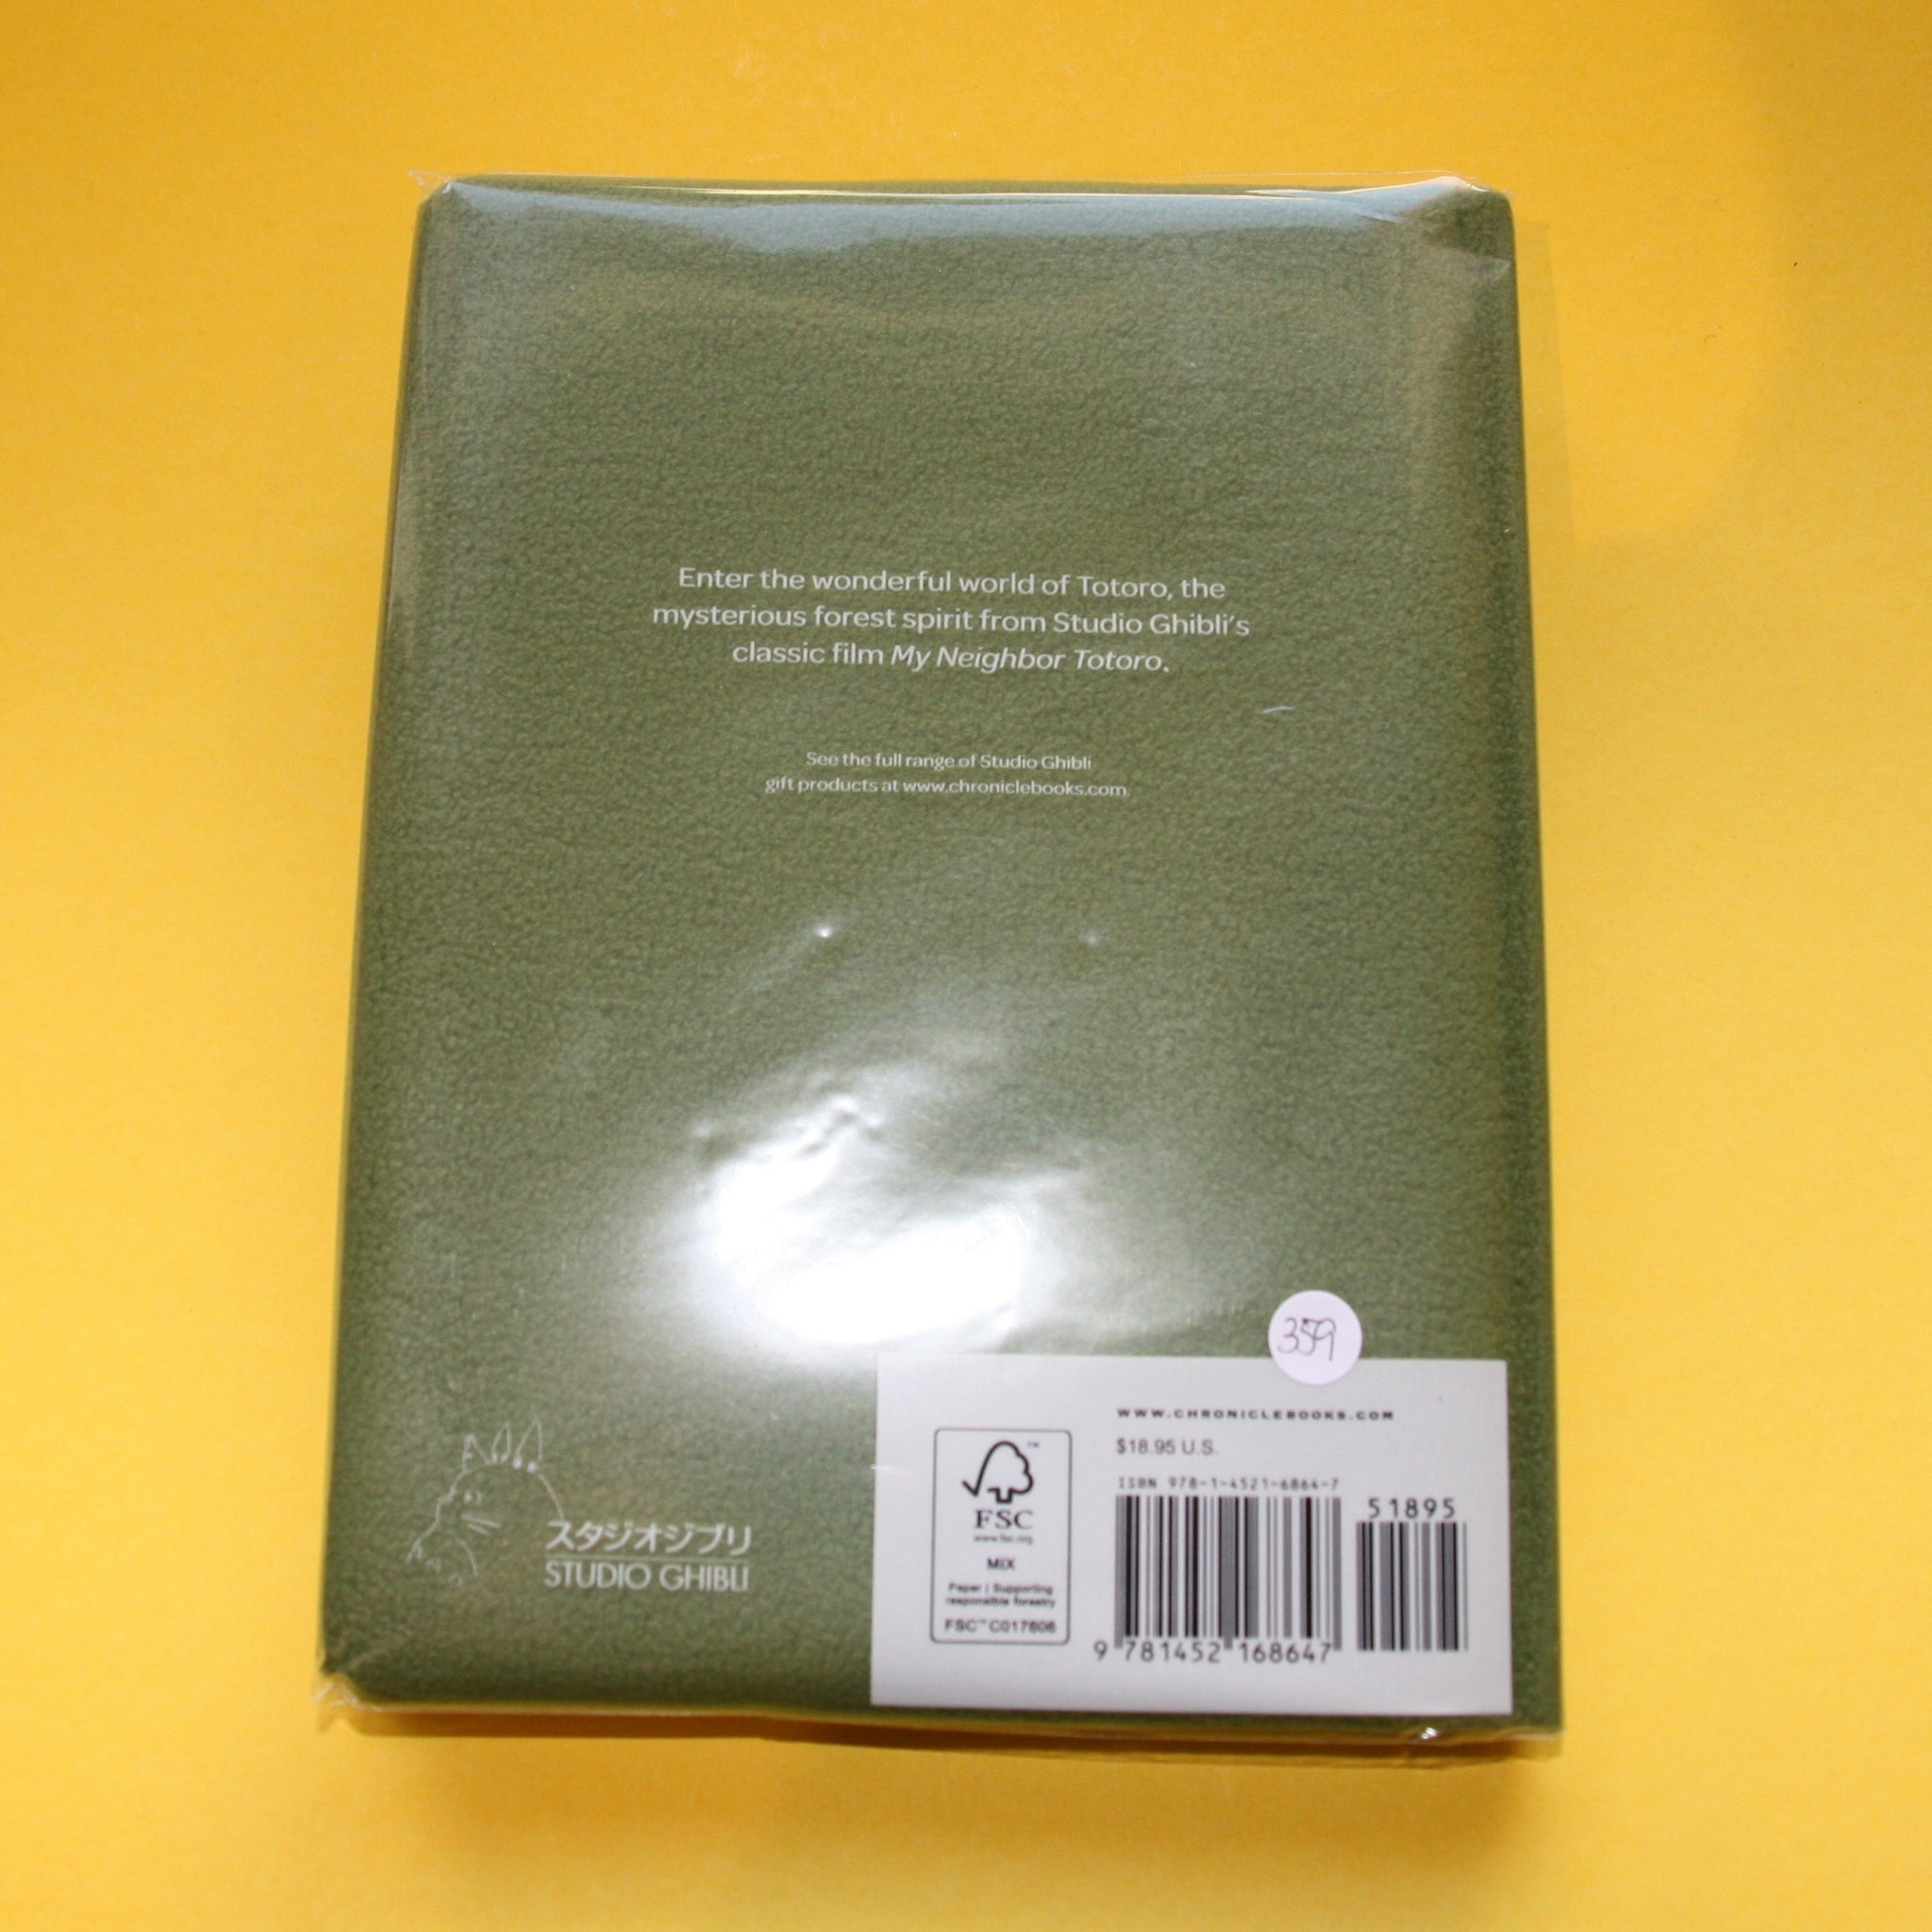 Enter the wonderful world of Totoro, the
mysterious forest spirit from Studio Ghibli's
classic film My Neighbor Totoro.
See the full range of Studio Ghibli
gift products at www.chroniclebooks.com
359
WWW.CHRONICLEBOOKS.COM
$18.95 U.S.
ISBN 978-1-4521-6864-7
51895
9 781452 168647
FSC
www.fsc.org
MIX
Paper | Supporting
responsible forestry
FSC™ C017606
スタジオジブリ
STUDIO GHIBLI